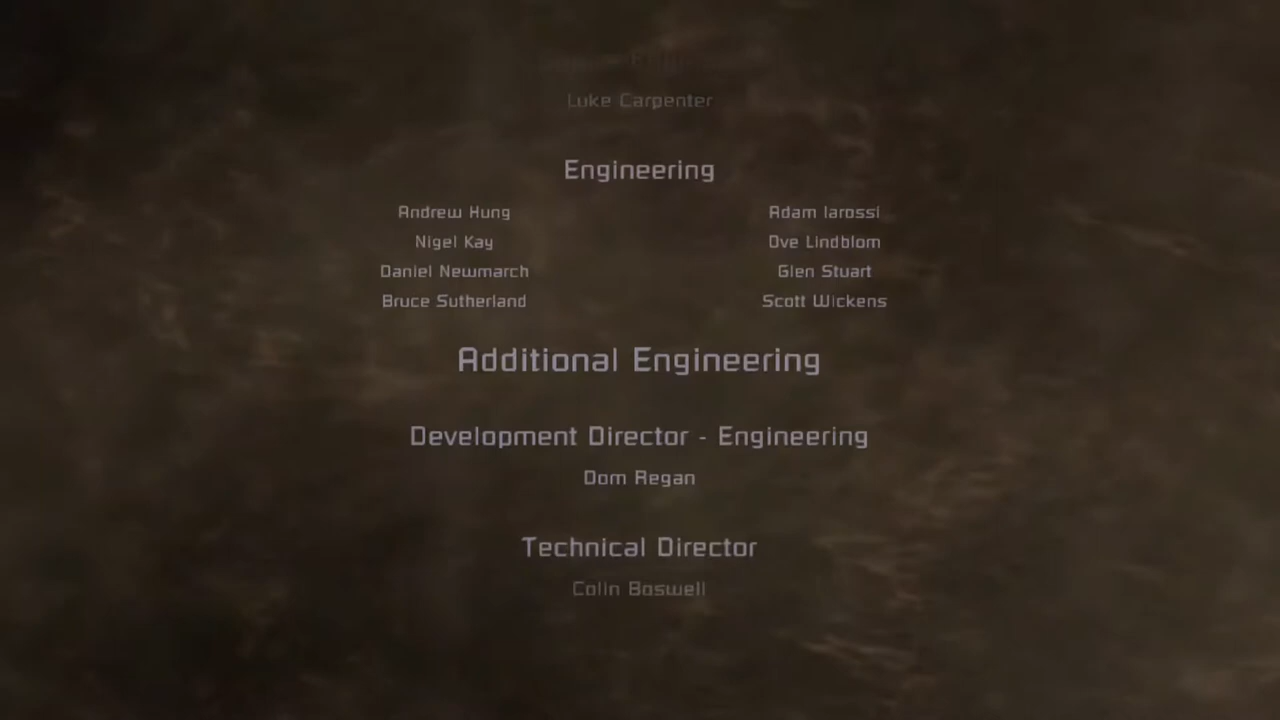 Luke Carpenter
Engineering
Andrew Hung Adam Iarossi
Nigel Kay Ove Lindblom
Daniel Newmarch Glen Stuart
Bruce Sutherland Scott Wickens
Additional Engineering
Development Director - Engineering
Dom Regan
Technical Director
Colin Boswell